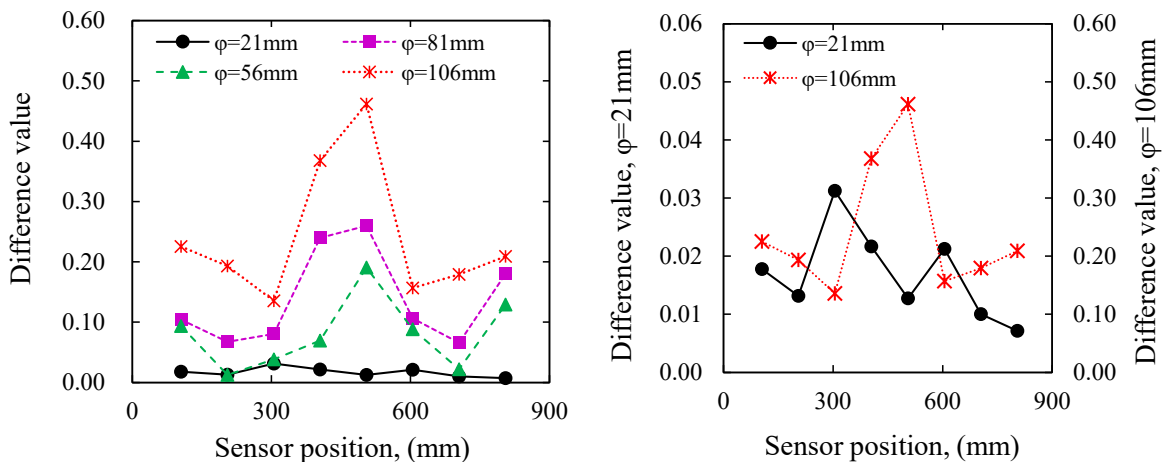 0.60
0.50
0.40
0.30
0.20
0.10
0.00
Difference value
φ=21mm
φ=81mm
φ=56mm
φ=106mm
0
300
600
900
Sensor position, (mm)
0.06
0.05
0.04
0.03
0.02
0.01
0.00
Difference value, φ=21mm
φ=21mm
φ=106mm
0.60
0.50
0.40
0.30
0.20
0.10
0.00
Difference value, φ=106mm
0
300
600
900
Sensor position, (mm)